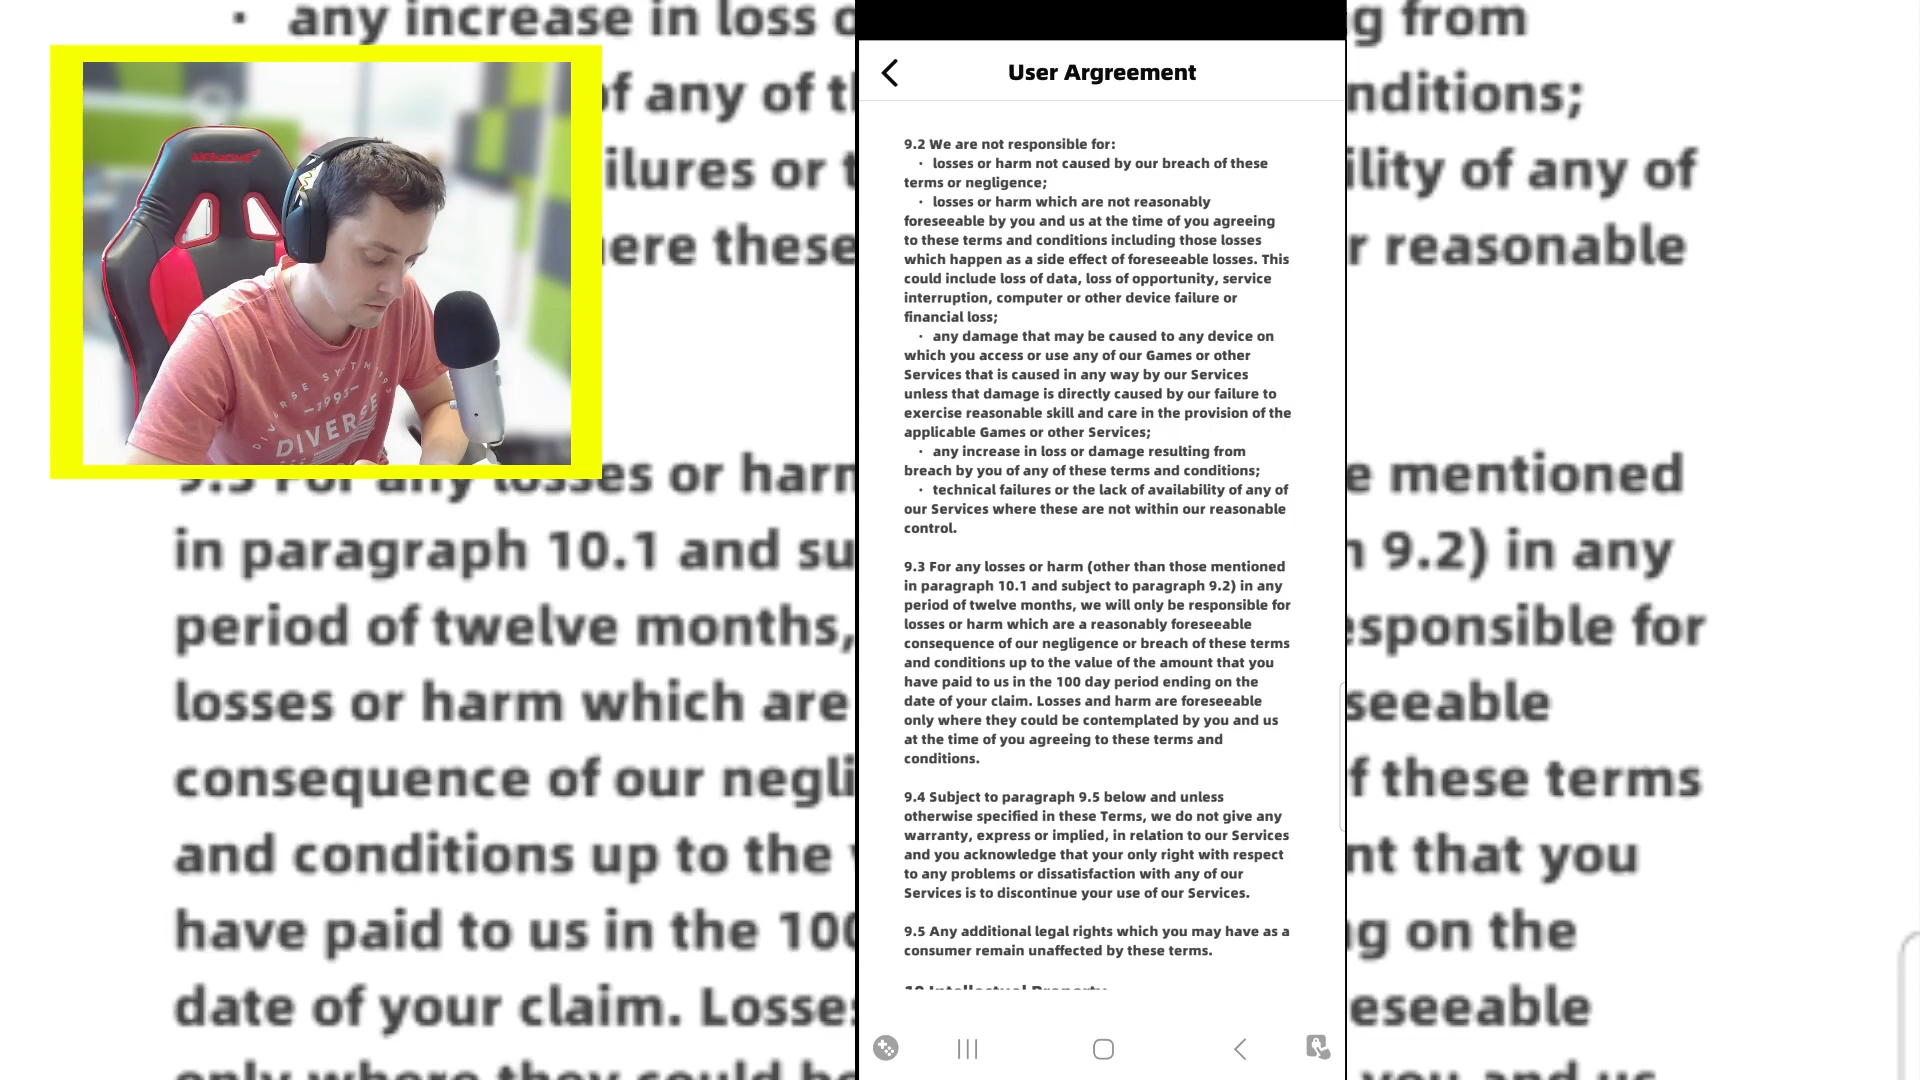 User Argreement
9.2 We are not responsible for:
· losses or harm not caused by our breach of these
terms or negligence;
· losses or harm which are not reasonably
foreseeable by you and us at the time of you agreeing
to these terms and conditions including those losses
which happen as a side effect of foreseeable losses. This
could include loss of data, loss of opportunity, service
interruption, computer or other device failure or
financial loss;
· any damage that may be caused to any device on
which you access or use any of our Games or other
Services that is caused in any way by our Services
unless that damage is directly caused by our failure to
exercise reasonable skill and care in the provision of the
applicable Games or other Services;
· any increase in loss or damage resulting from
breach by you of any of these terms and conditions;
· technical failures or the lack of availability of any of
our Services where these are not within our reasonable
control.
9.3 For any losses or harm (other than those mentioned
in paragraph 10.1 and subject to paragraph 9.2) in any
period of twelve months, we will only be responsible for
losses or harm which are a reasonably foreseeable
consequence of our negligence or breach of these terms
and conditions up to the value of the amount that you
have paid to us in the 100 day period ending on the
date of your claim. Losses and harm are foreseeable
only where they could be contemplated by you and us
at the time of you agreeing to these terms and
conditions.
9.4 Subject to paragraph 9.5 below and unless
otherwise specified in these Terms, we do not give any
warranty, express or implied, in relation to our Services
and you acknowledge that your only right with respect
to any problems or dissatisfaction with any of our
Services is to discontinue your use of our Services.
9.5 Any additional legal rights which you may have as a
consumer remain unaffected by these terms.
10 Intellectual Property
· any increase in loss
of any of
nditions;
ilures or
ility of any of
ere these
r reasonable
9.3 For any losses or harm
e mentioned
in paragraph 10.1 and su
9.2) in any
period of twelve months,
esponsible for
losses or harm which are
seeable
consequence of our negli
f these terms
and conditions up to the
nt that you
have paid to us in the 100
ng on the
date of your claim. Losse
eseeable
AKRACING
DIVERSE SYSTEM
1993
DIVERSE